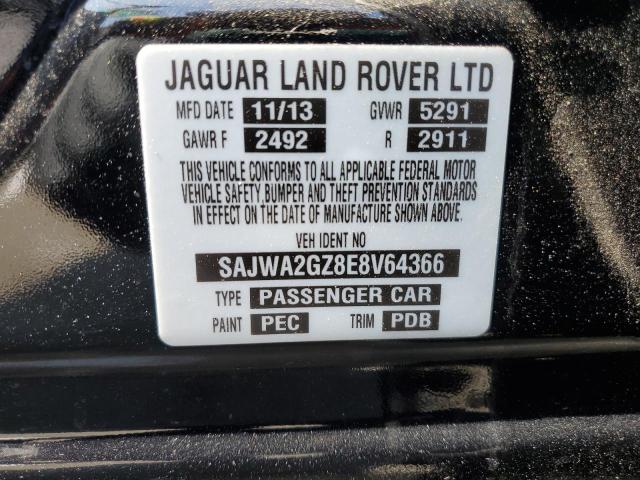 JAGUAR LAND ROVER LTD
MFD DATE 11/13 GVWR 5291
GAWR F 2492 R 2911
THIS VEHICLE CONFORMS TO ALL APPLICABLE FEDERAL MOTOR
VEHICLE SAFETY,BUMPER AND THEFT PREVENTION STANDARDS
IN EFFECT ON THE DATE OF MANUFACTURE SHOWN ABOVE.
VEH IDENT NO
SAJWA2GZ8E8V64366
TYPE PASSENGER CAR
PAINT PEC TRIM PDB